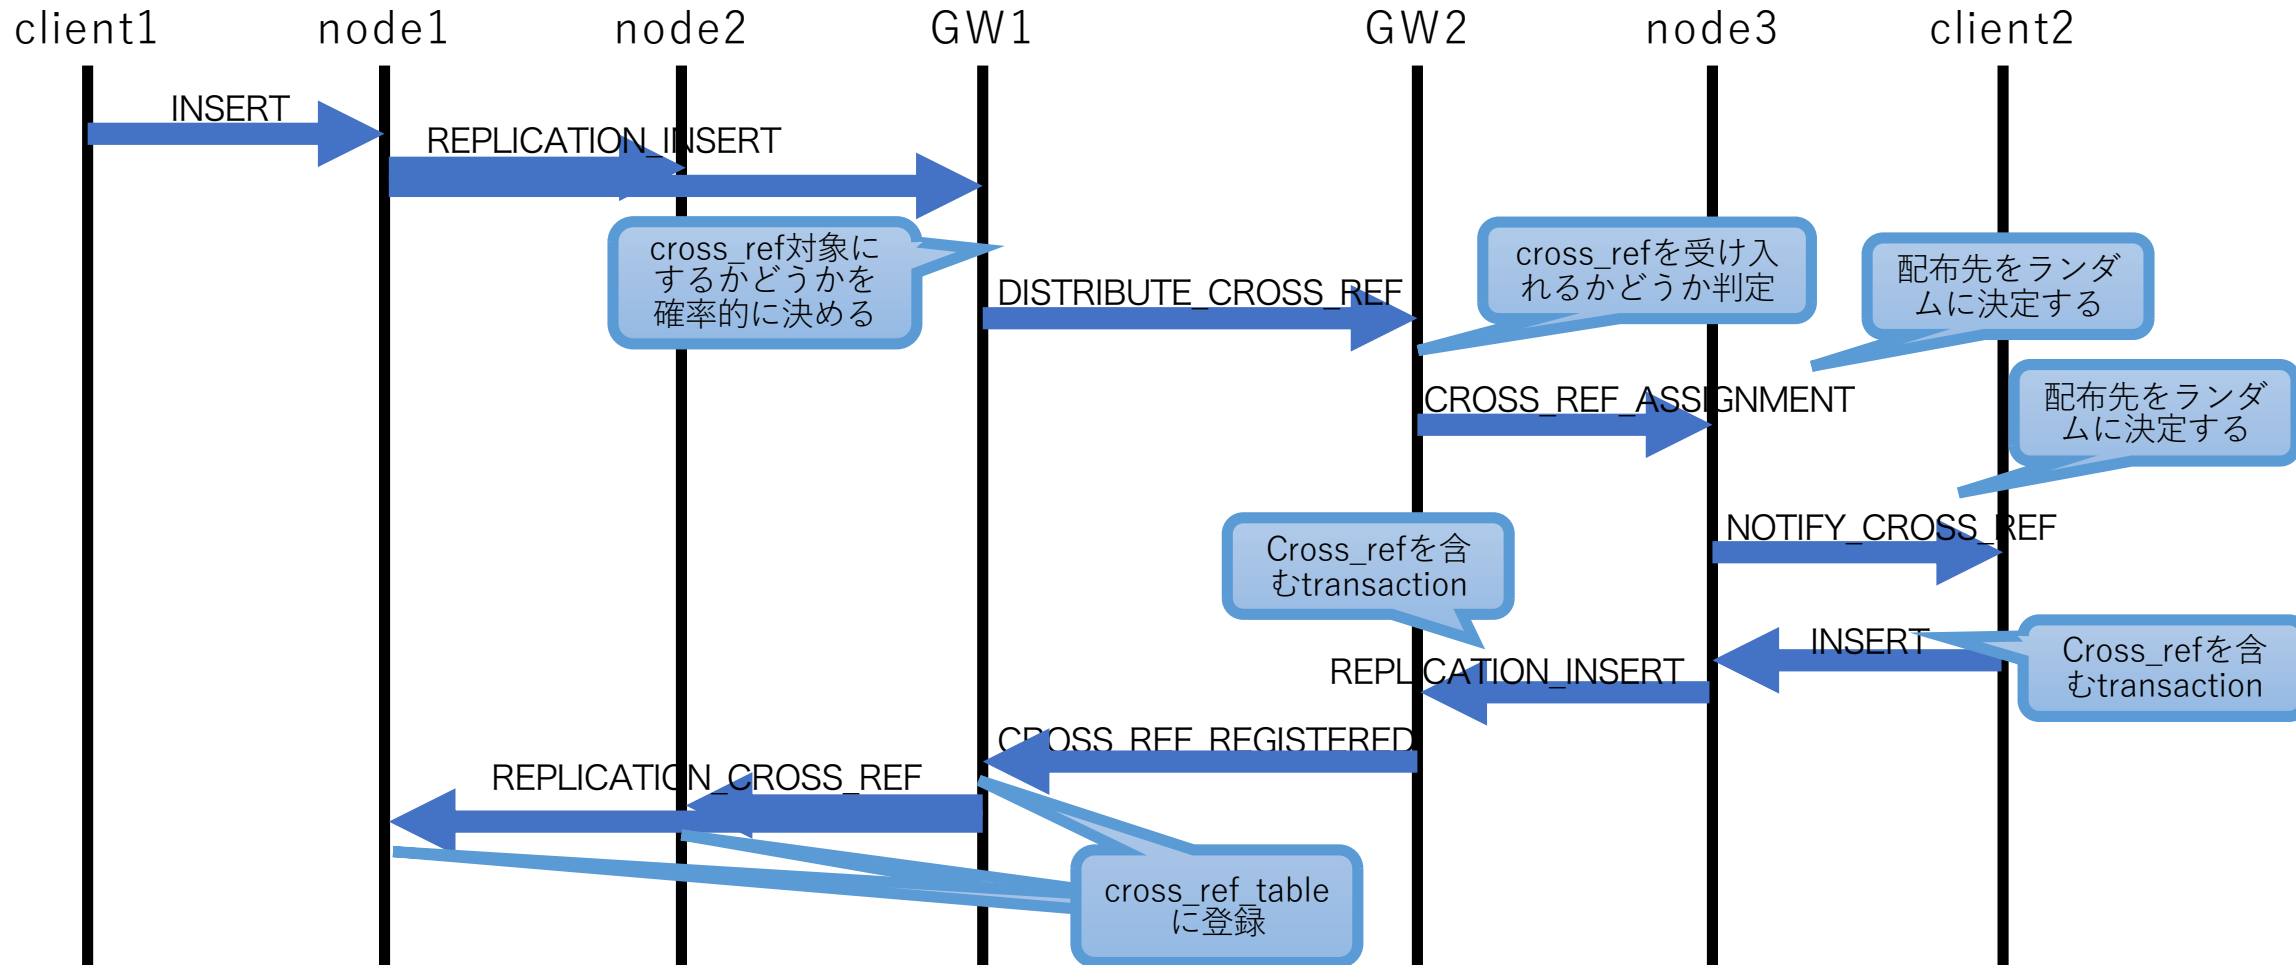 client1
node1
node2
GW1
GW2
node3
client2
INSERT
REPLICATION_INSERT
cross_ref対象に
するかどうかを
確率的に決める
DISTRIBUTE_CROSS_REF
cross_refを受け入
れるかどうか判定
配布先をランダ
ムに決定する
CROSS_REF_ASSIGNMENT
配布先をランダ
ムに決定する
NOTIFY_CROSS_REF
Cross_refを含
むtransaction
INSERT
Cross_refを含
むtransaction
REPLICATION_INSERT
CROSS_REF_REGISTERED
REPLICATION_CROSS_REF
cross_ref_table
に登録